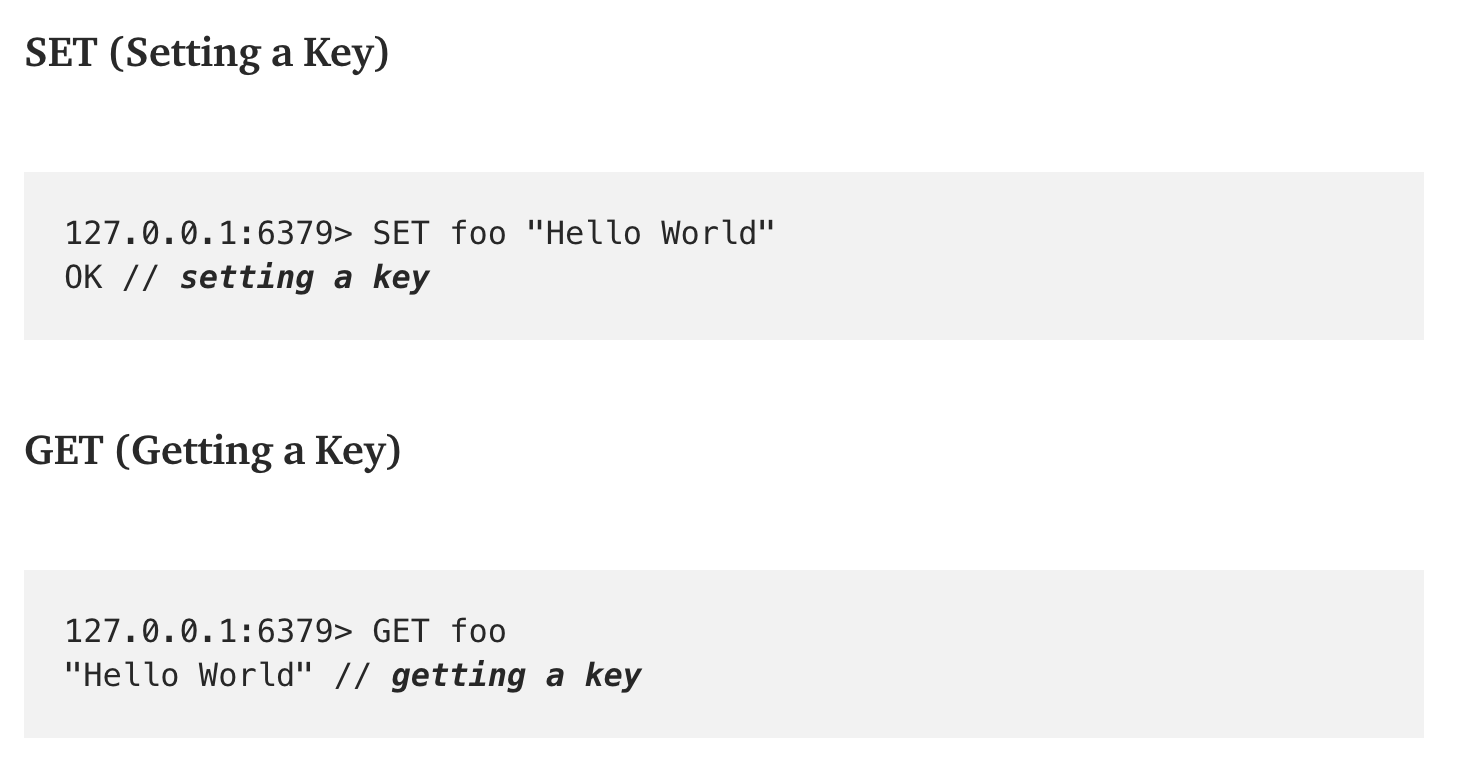 SET (Setting a Key)
127.0.0.1:6379> SET foo "Hello World"
OK // setting a key
GET (Getting a Key)
127.0.0.1:6379> GET foo
"Hello World" // getting a key